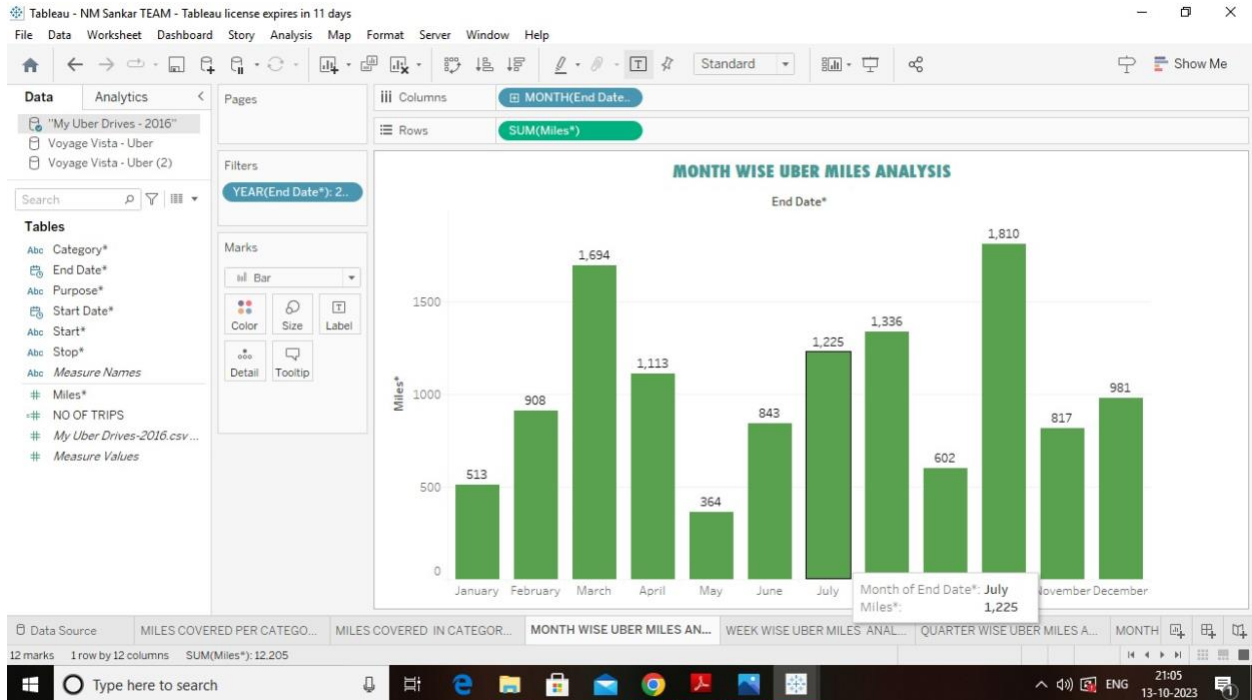 Tableau - NM Sankar TEAM - Tableau license expires in 11 days
File Data Worksheet Dashboard Story Analysis Map Format Server Window Help
Standard
Show Me
Data Analytics
"My Uber Drives - 2016"
Voyage Vista - Uber
Voyage Vista - Uber (2)
Search
Tables
Abc Category*
End Date*
Abc Purpose*
Start Date*
Abc Start*
Abc Stop*
Abc Measure Names
# Miles*
=# NO OF TRIPS
# My Uber Drives-2016.csv ...
# Measure Values
Pages
Filters
YEAR(End Date*): 2..
Marks
Bar
Color Size Label
Detail Tooltip
Columns MONTH(End Date..
Rows SUM(Miles*)
MONTH WISE UBER MILES ANALYSIS
End Date*
Miles*
1500
1000
500
0
513 908 1,694 1,113 364 843 1,225 1,336 602 1,810 817 981
January February March April May June July November December
Month of End Date*: July
Miles*: 1,225
Data Source MILES COVERED PER CATEGO... MILES COVERED IN CATEGOR... MONTH WISE UBER MILES AN... WEEK WISE UBER MILES ANAL... QUARTER WISE UBER MILES A... MONTH
12 marks 1 row by 12 columns SUM(Miles*): 12,205
Type here to search
ENG
21:05
13-10-2023
1